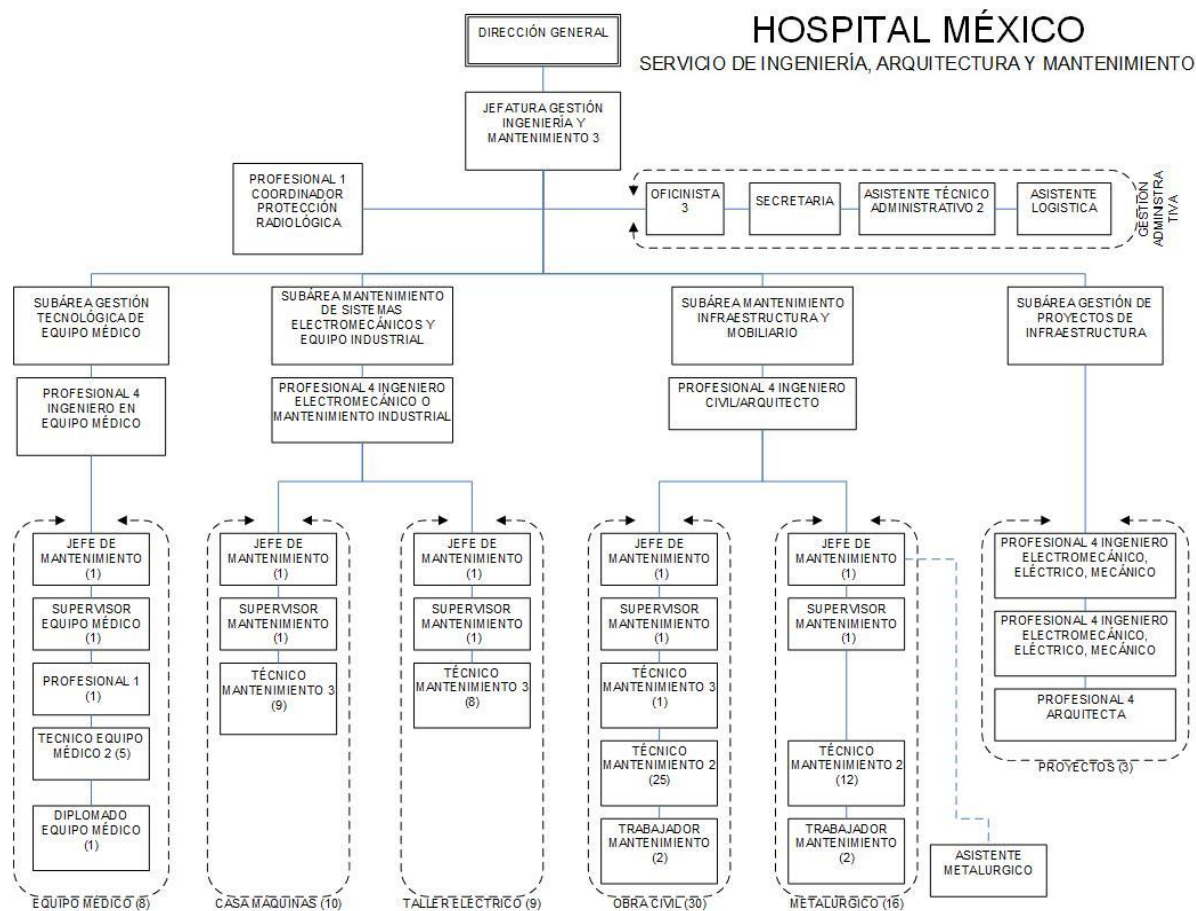 HOSPITAL MÉXICO
SERVICIO DE INGENIERÍA, ARQUITECTURA Y MANTENIMIENTO
DIRECCIÓN GENERAL
JEFATURA GESTIÓN
INGENIERÍA Y
MANTENIMIENTO 3
PROFESIONAL 1
COORDINADOR
PROTECCIÓN
RADIOLÓGICA
OFICINISTA
3
SECRETARIA
ASISTENTE TÉCNICO
ADMINISTRATIVO 2
ASISTENTE
LOGISTICA
GESTIÓN
ADMINISTRA
TIVA
SUBÁREA GESTIÓN
TECNOLÓGICA DE
EQUIPO MÉDICO
SUBÁREA MANTENIMIENTO
DE SISTEMAS
ELECTROMECÁNICOS Y
EQUIPO INDUSTRIAL
SUBÁREA MANTENIMIENTO
INFRAESTRUCTURA Y
MOBILIARIO
SUBÁREA GESTIÓN DE
PROYECTOS DE
INFRAESTRUCTURA
PROFESIONAL 4
INGENIERO EN
EQUIPO MÉDICO
PROFESIONAL 4 INGENIERO
ELECTROMECÁNICO O
MANTENIMIENTO INDUSTRIAL
PROFESIONAL 4 INGENIERO
CIVIL/ARQUITECTO
JEFE DE
MANTENIMIENTO
(1)
SUPERVISOR
EQUIPO MÉDICO
(1)
PROFESIONAL 1
(1)
TECNICO EQUIPO
MÉDICO 2 (5)
DIPLOMADO
EQUIPO MÉDICO
(1)
EQUIPO MÉDICO (8)
JEFE DE
MANTENIMIENTO
(1)
SUPERVISOR
MANTENIMIENTO
(1)
TÉCNICO
MANTENIMIENTO 3
(9)
CASA MAQUINAS (10)
JEFE DE
MANTENIMIENTO
(1)
SUPERVISOR
MANTENIMIENTO
(1)
TÉCNICO
MANTENIMIENTO 3
(8)
TALLER ELECTRICO (9)
JEFE DE
MANTENIMIENTO
(1)
SUPERVISOR
MANTENIMIENTO
(1)
TÉCNICO
MANTENIMIENTO 3
(1)
TÉCNICO
MANTENIMIENTO 2
(25)
TRABAJADOR
MANTENIMIENTO
(2)
OBRA CIVIL (30)
JEFE DE
MANTENIMIENTO
(1)
SUPERVISOR
MANTENIMIENTO
(1)
TÉCNICO
MANTENIMIENTO 2
(12)
TRABAJADOR
MANTENIMIENTO
(2)
METALURGICO (16)
ASISTENTE
METALURGICO
PROFESIONAL 4 INGENIERO
ELECTROMECÁNICO,
ELÉCTRICO, MECÁNICO
PROFESIONAL 4 INGENIERO
ELECTROMECÁNICO,
ELÉCTRICO, MECÁNICO
PROFESIONAL 4
ARQUITECTA
PROYECTOS (3)